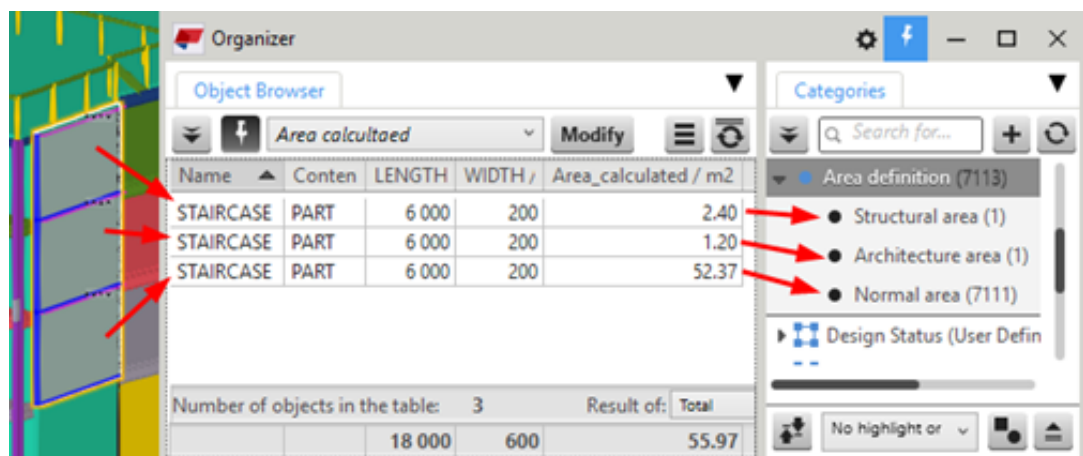 Organizer
Object Browser
Categories
Area calcultaed
Modify
Search for...
Name Conten LENGTH WIDTH / Area_calculated / m2
Area definition (7113)
STAIRCASE PART 6 000 200 2.40
Structural area (1)
STAIRCASE PART 6 000 200 1.20
Architecture area (1)
STAIRCASE PART 6 000 200 52.37
Normal area (7111)
Design Status (User Defin
Number of objects in the table: 3 Result of: Total
18 000 600 55.97
No highlight or